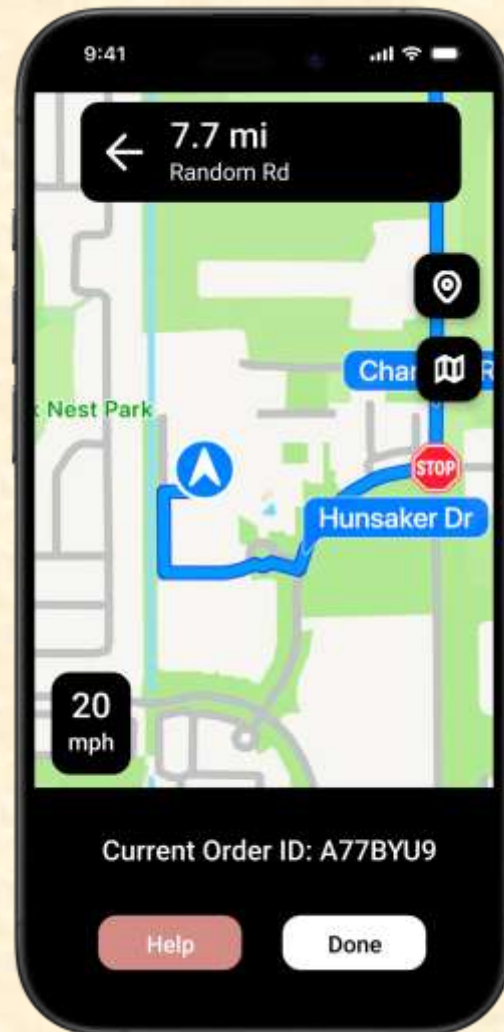 9:41
7.7 mi
Random Rd
Char
R
Nest Park
STOP
Hunsaker Dr
20
mph
Current Order ID: A77BYU9
Help
Done